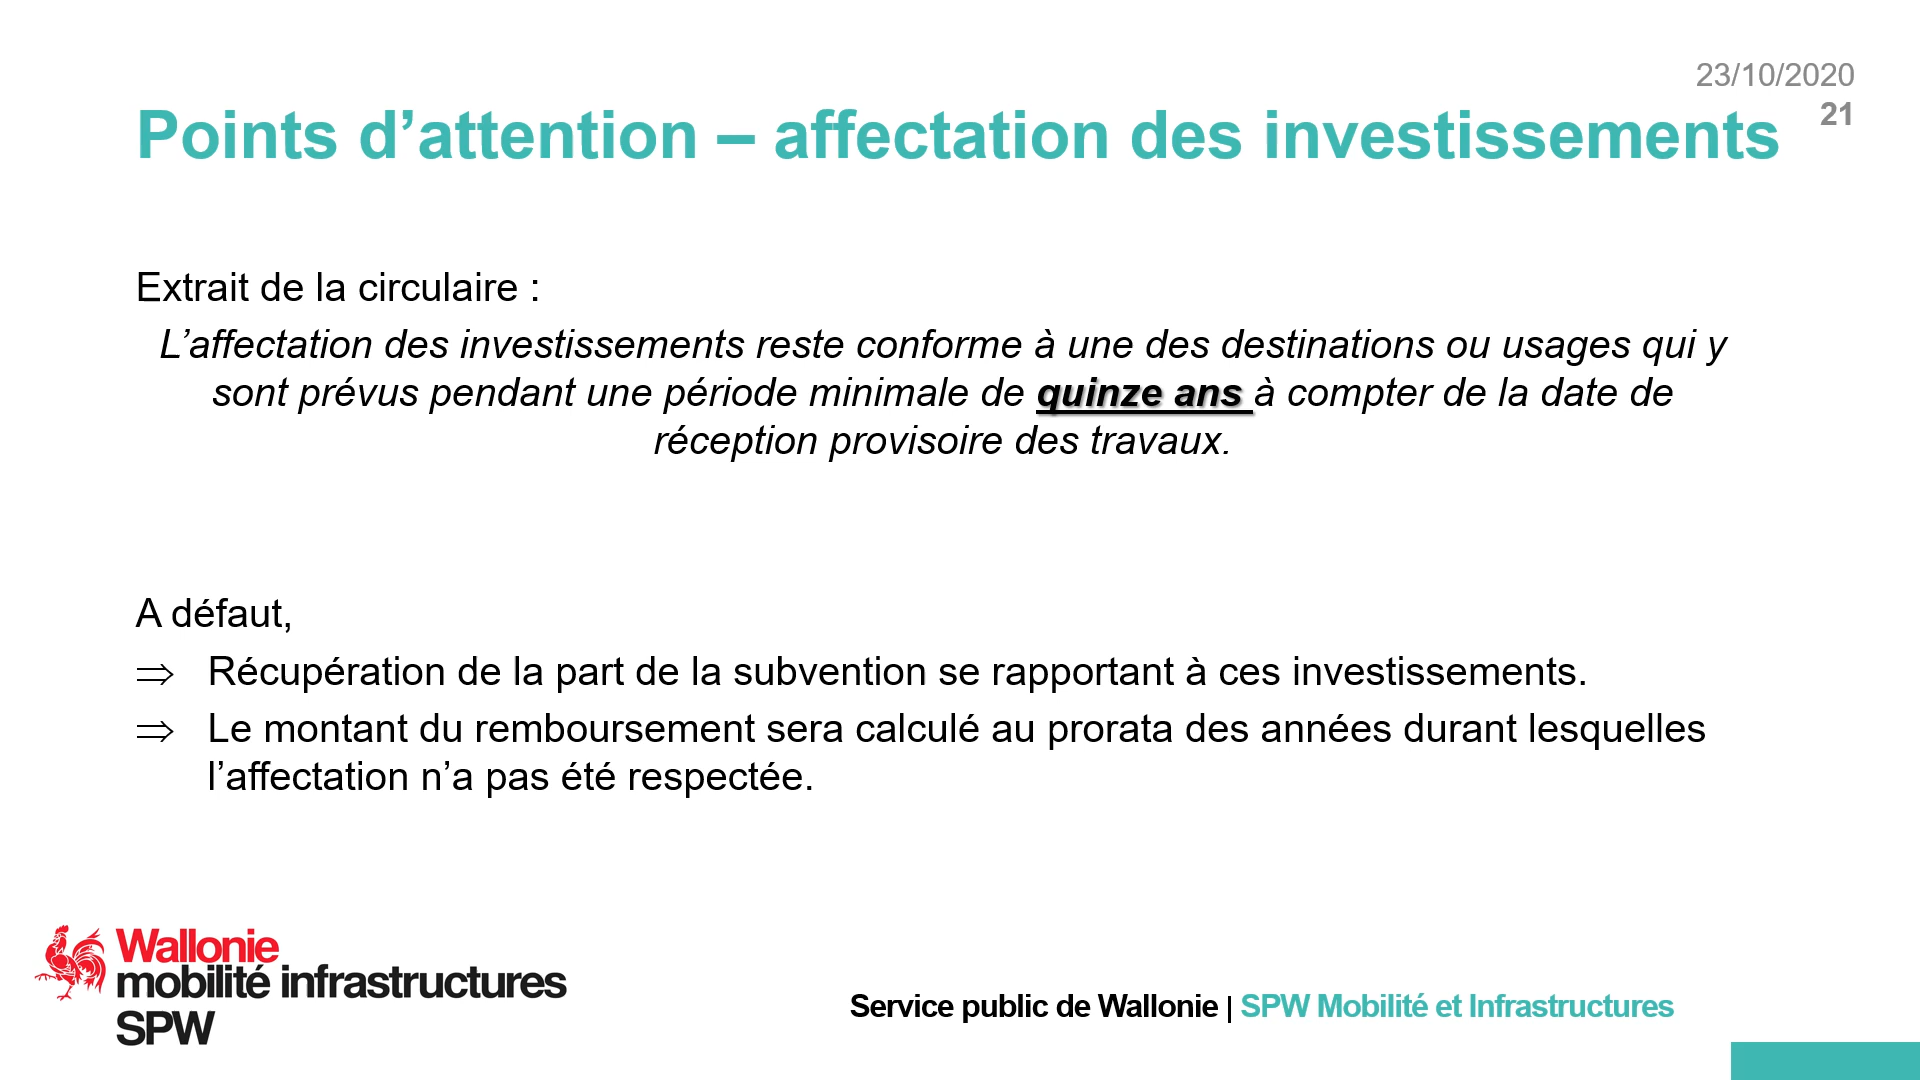 23/10/2020
21
Points d’attention – affectation des investissements
Extrait de la circulaire :
L’affectation des investissements reste conforme à une des destinations ou usages qui y
sont prévus pendant une période minimale de quinze ans à compter de la date de
réception provisoire des travaux.
A défaut,
⇒ Récupération de la part de la subvention se rapportant à ces investissements.
⇒ Le montant du remboursement sera calculé au prorata des années durant lesquelles
l’affectation n’a pas été respectée.
Wallonie
mobilité infrastructures
SPW
Service public de Wallonie | SPW Mobilité et Infrastructures